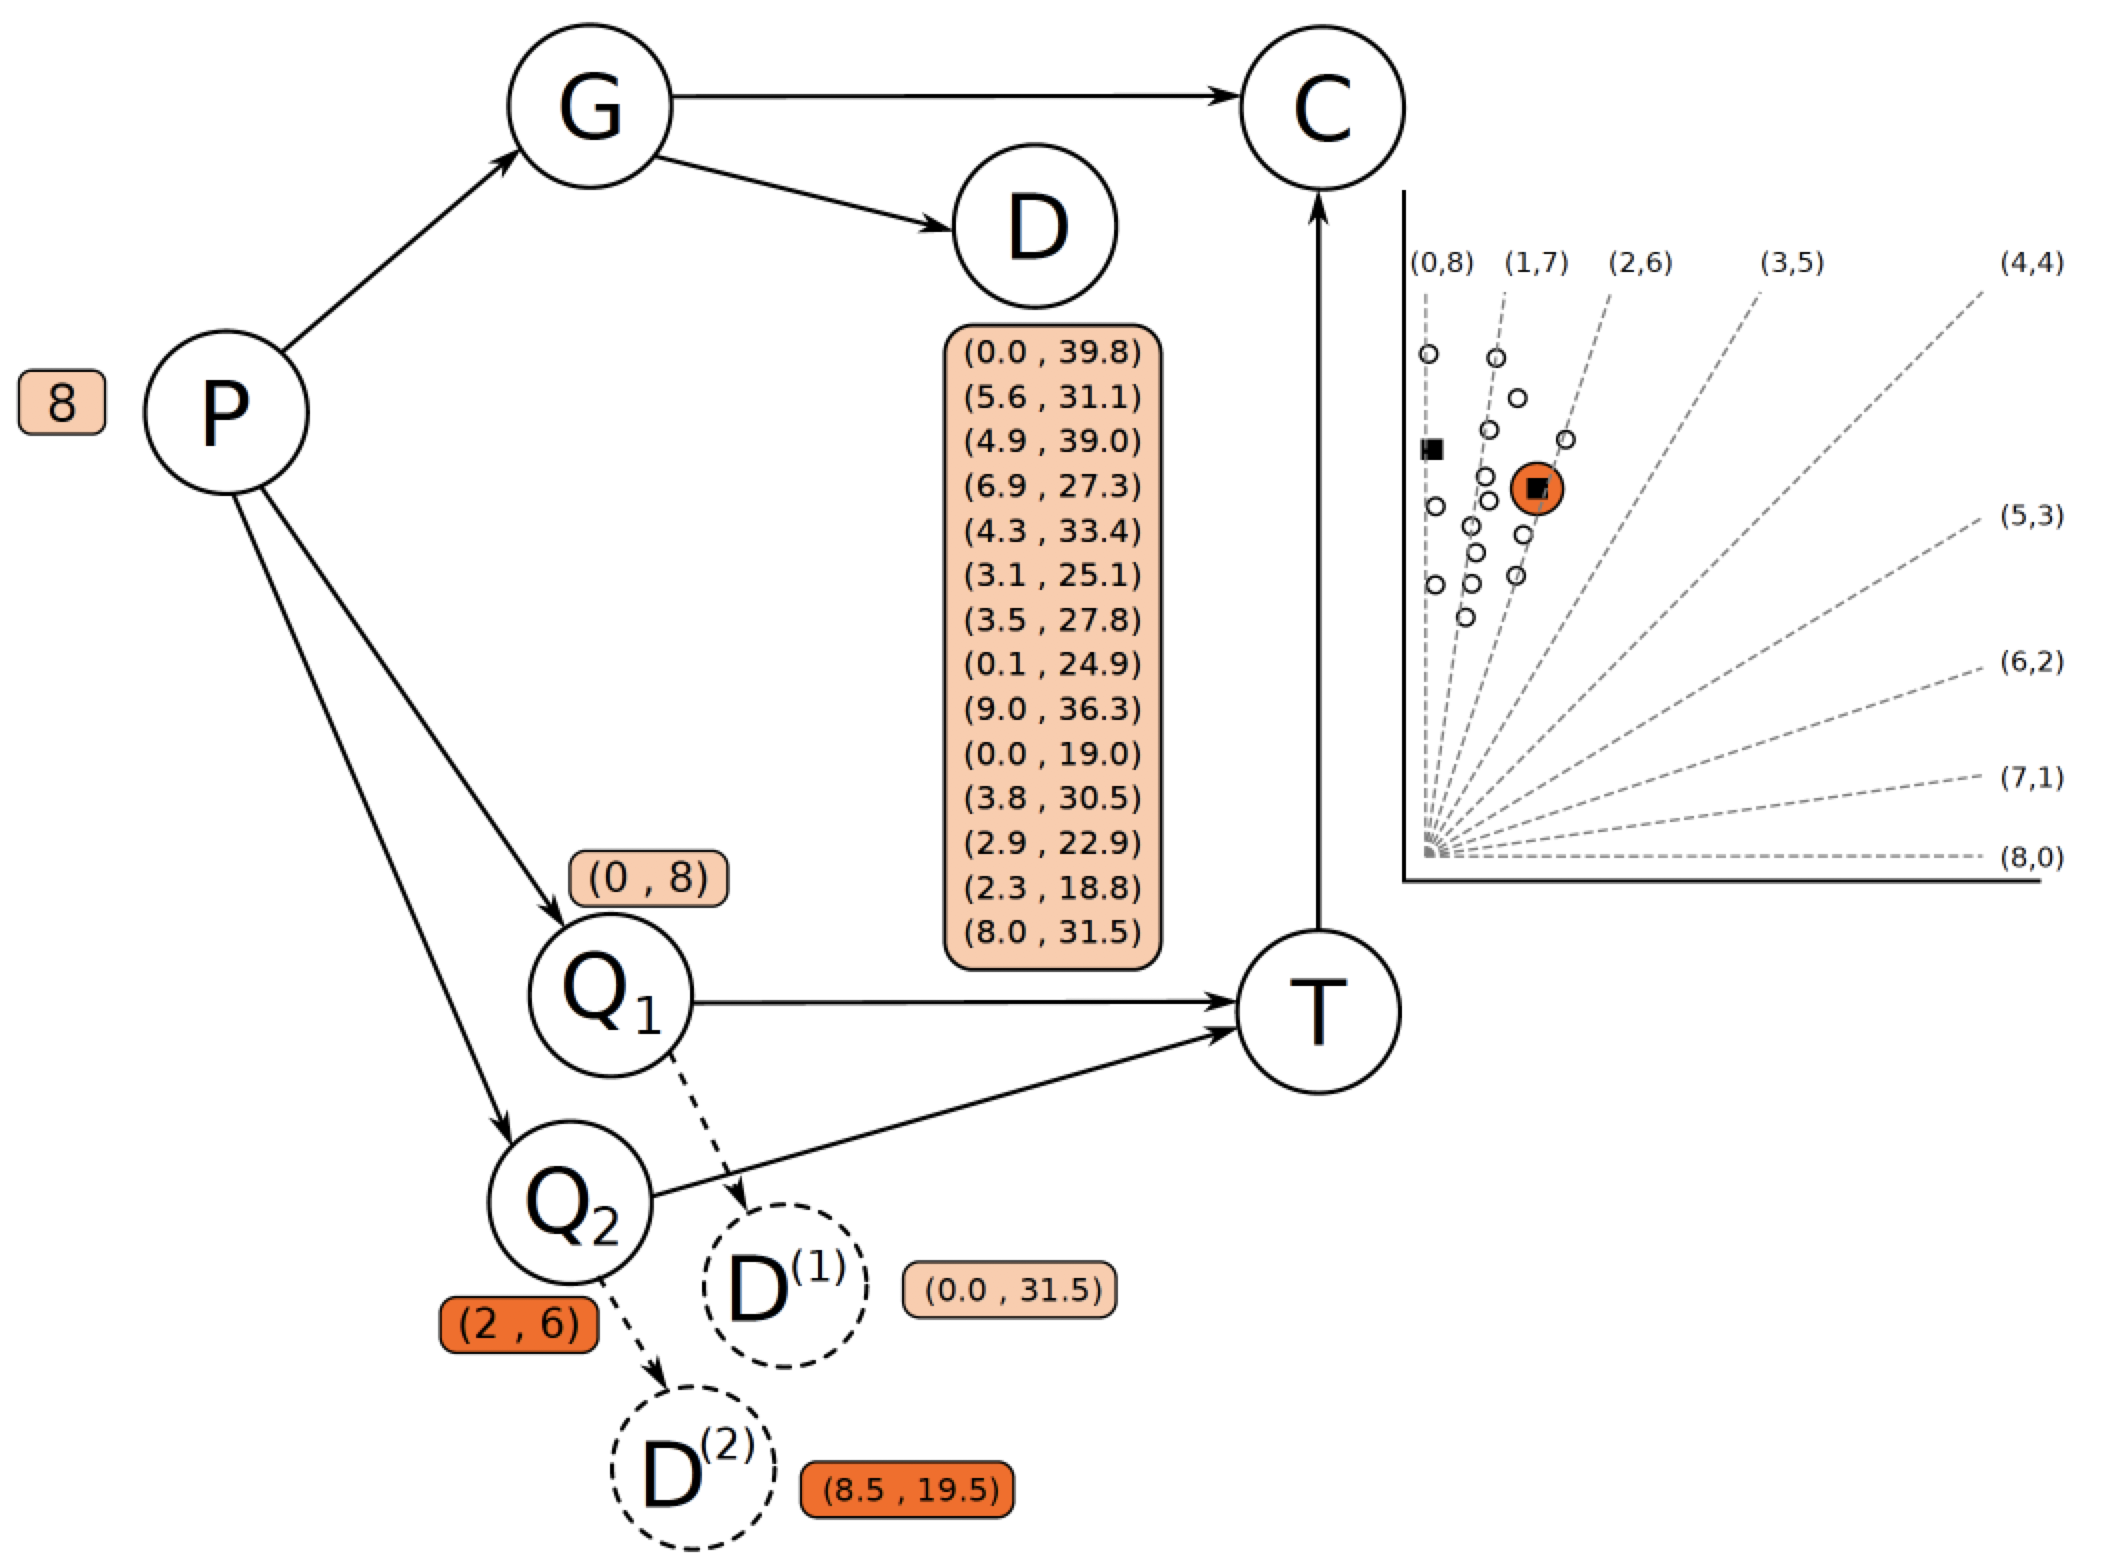 G
C
D
(0,8) (1,7) (2,6) (3,5) (4,4)
(0.0 , 39.8)
(5.6 , 31.1)
(4.9 , 39.0)
(6.9 , 27.3)
(4.3 , 33.4)
(3.1 , 25.1)
(3.5 , 27.8)
(0.1 , 24.9)
(9.0 , 36.3)
(0.0 , 19.0)
(3.8 , 30.5)
(2.9 , 22.9)
(2.3 , 18.8)
(8.0 , 31.5)
8
P
(5,3)
(6,2)
(7,1)
(8,0)
(0 , 8)
Q1
T
Q2
(2 , 6)
D(1)
(0.0 , 31.5)
D(2)
(8.5 , 19.5)